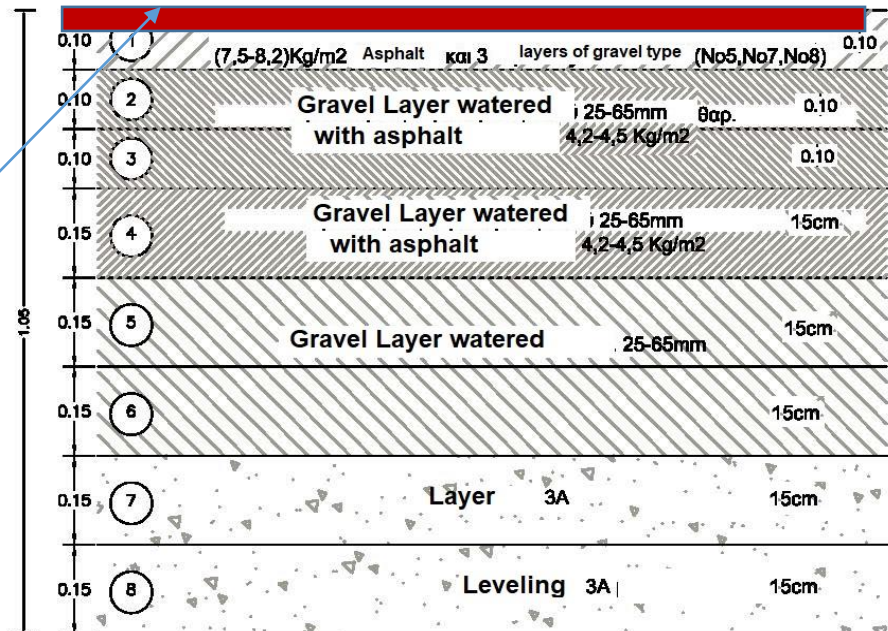 0.10 1 (7,5-8,2)Kg/m2 Asphalt και 3 layers of gravel type (No5,No7,No8) 0.10
0.10 2 Gravel Layer watered 25-65mm θαρ. 0.10
with asphalt 4,2-4,5 Kg/m2
0.10 3 0.10
Gravel Layer watered 25-65mm 15cm
0.15 4 with asphalt 4,2-4,5 Kg/m2
1.05
0.15 5 Gravel Layer watered 25-65mm 15cm
0.15 6 15cm
0.15 7 Layer 3A 15cm
0.15 8 Leveling 3A 15cm